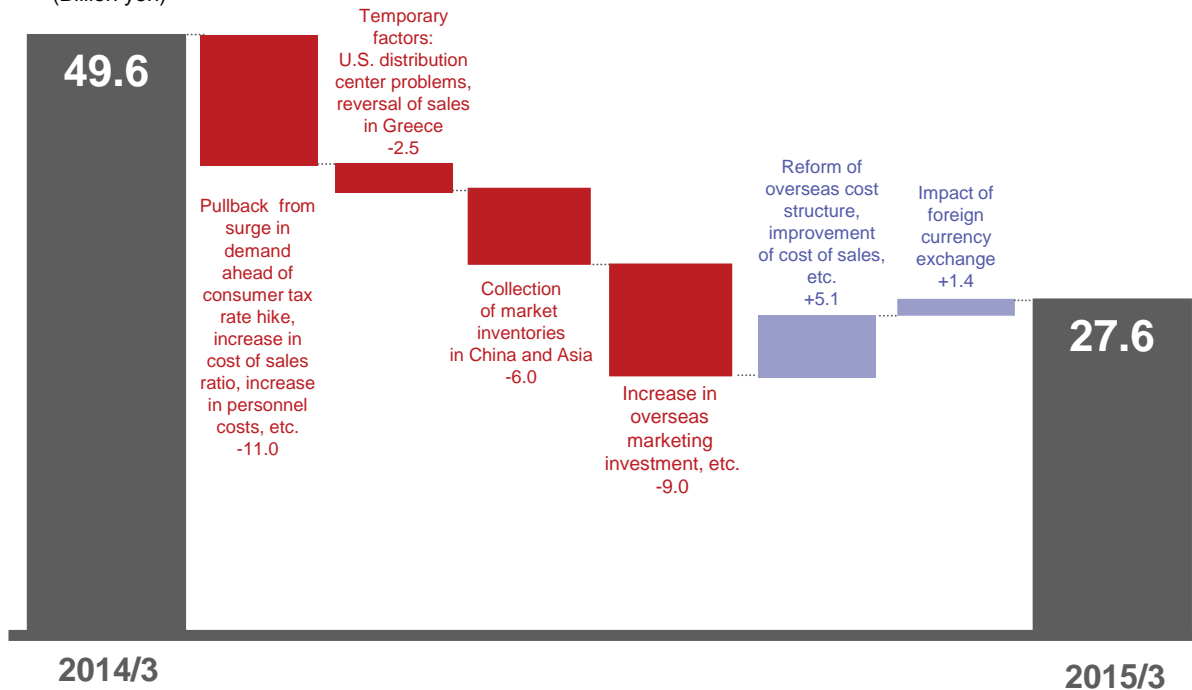 (Billion yen)
49.6
Temporary
factors:
U.S. distribution
center problems,
reversal of sales
in Greece
-2.5
Pullback from
surge in
demand
ahead of
consumer tax
rate hike,
increase in
cost of sales
ratio, increase
in personnel
costs, etc.
-11.0
Collection
of market
inventories
in China and Asia
-6.0
Increase in
overseas
marketing
investment, etc.
-9.0
Reform of
overseas cost
structure,
improvement
of cost of sales,
etc.
+5.1
Impact of
foreign
currency
exchange
+1.4
27.6
2014/3
2015/3